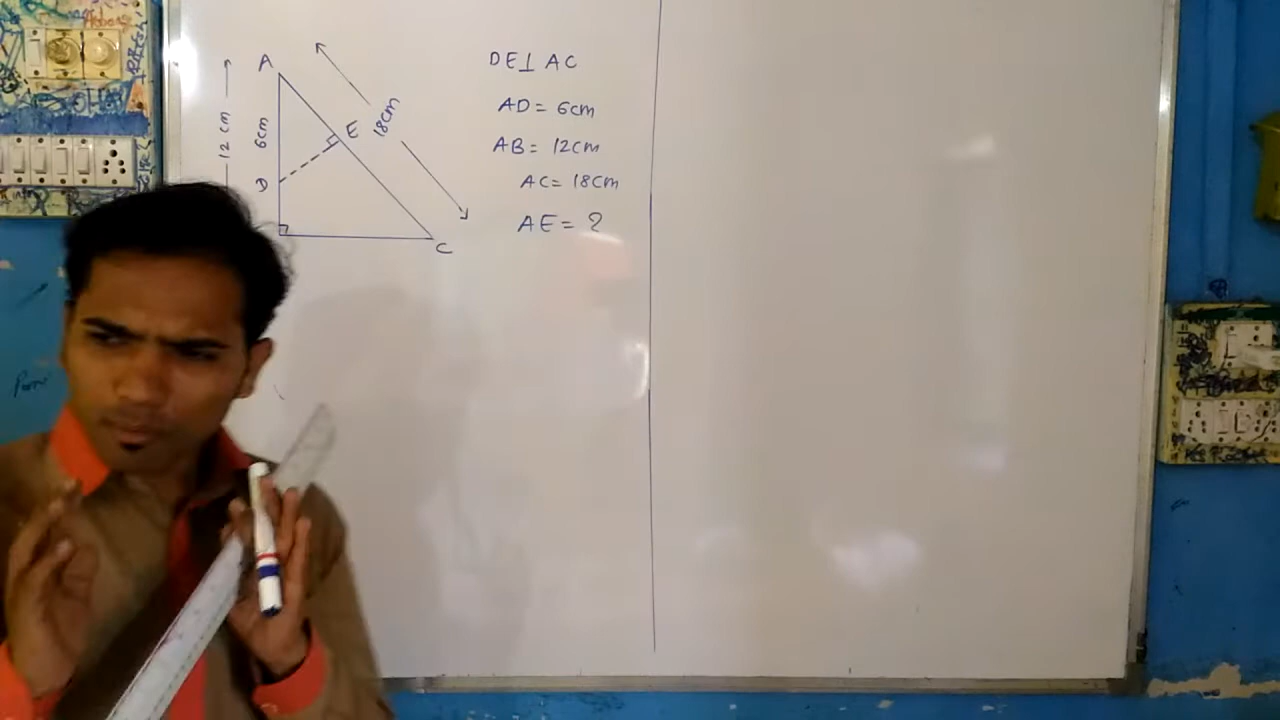 A
12 cm
6cm
D
E
18cm
C
DE⊥ AC
AD = 6cm
AB = 12cm
AC = 18cm
AE = ?